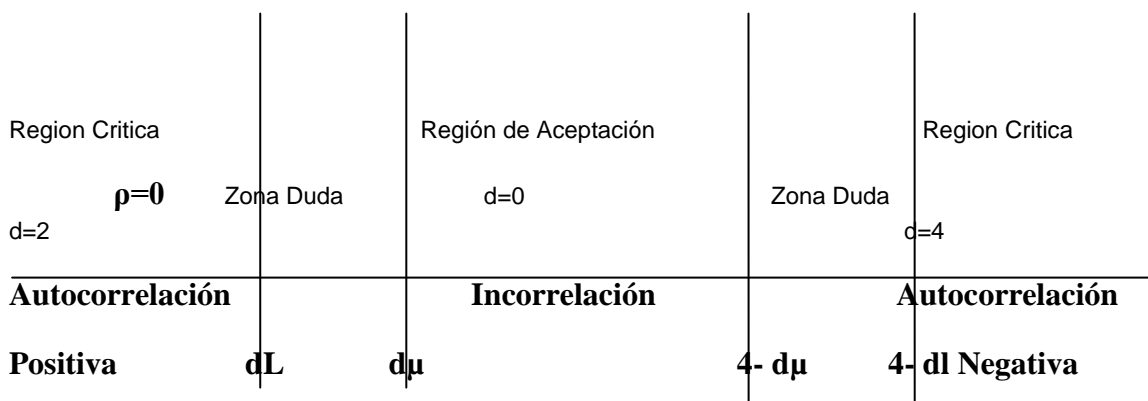 Region Critica Región de Aceptación Region Critica
ρ=0 Zona Duda d=0 Zona Duda
d=2 d=4
Autocorrelación Incorrelación Autocorrelación
Positiva dL dμ 4- dμ 4- dl Negativa